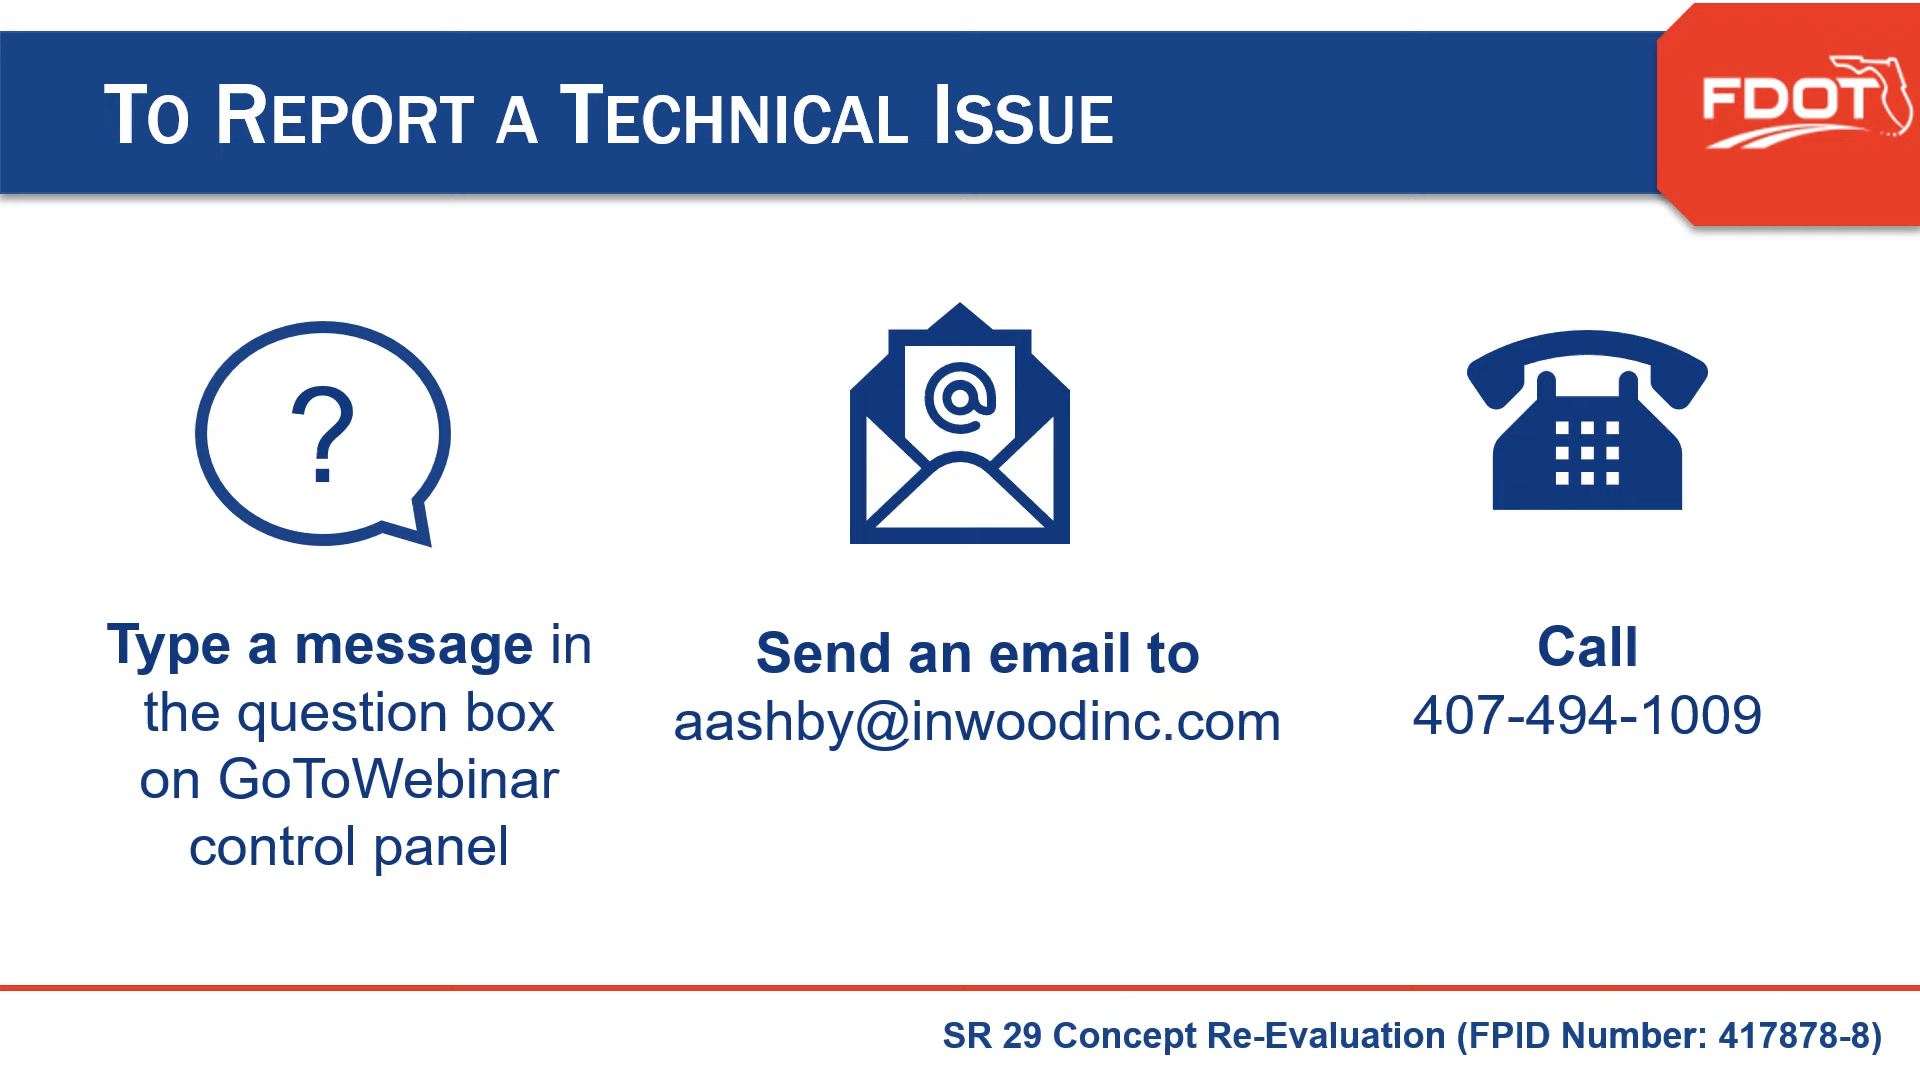 TO REPORT A TECHNICAL ISSUE
FDOT
?
@
Type a message in
the question box
on GoToWebinar
control panel
Send an email to
aashby@inwoodinc.com
Call
407-494-1009
SR 29 Concept Re-Evaluation (FPID Number: 417878-8)